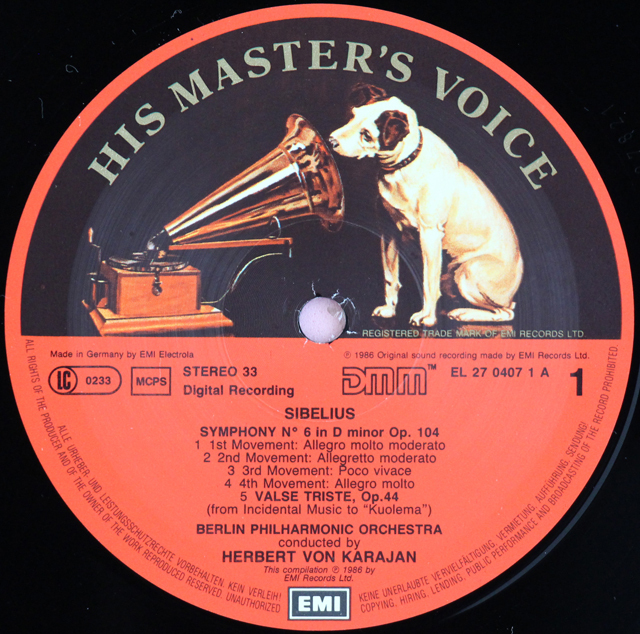 HIS MASTER'S VOICE
REGISTERED TRADE MARK OF EMI RECORDS LTD.
Made in Germany by EMI Electrola.
℗ 1986 Original sound recording made by EMI Records Ltd.
LC 0233
MCPS
STEREO 33
Digital Recording
DMM™
EL 27 0407 1 A
1
SIBELIUS
SYMPHONY N° 6 in D minor Op. 104
1 1st Movement: Allegro molto moderato
2 2nd Movement: Allegretto moderato
3 3rd Movement: Poco vivace
4 4th Movement: Allegro molto
5 VALSE TRISTE, Op.44
(from Incidental Music to "Kuolema")
BERLIN PHILHARMONIC ORCHESTRA
conducted by
HERBERT VON KARAJAN
This compilation ℗ 1986 by
EMI Records Ltd.
EMI
ALLE URHEBER- UND LEISTUNGSSCHUTZRECHTE VORBEHALTEN. KEIN VERLEIH! KEINE UNERLAUBTE VERVIELFÄLTIGUNG, VERMIETUNG, AUFFÜHRUNG, SENDUNG!
ALL RIGHTS OF THE PRODUCER AND OF THE OWNER OF THE WORK REPRODUCED RESERVED. UNAUTHORIZED COPYING, HIRING, LENDING, PUBLIC PERFORMANCE AND BROADCASTING OF THE RECORD PROHIBITED.